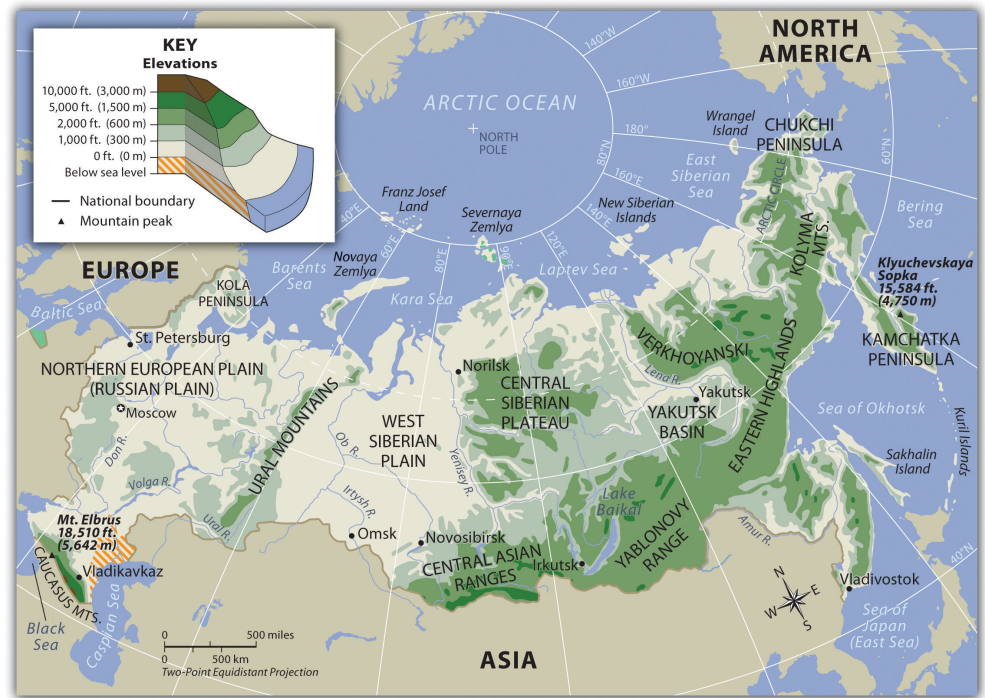 KEY
Elevations
10,000 ft. (3,000 m)
5,000 ft. (1,500 m)
2,000 ft. (600 m)
1,000 ft. (300 m)
0 ft. (0 m)
Below sea level
National boundary
Mountain peak
NORTH
AMERICA
140°W
160°W
180°
160°E
140°E
120°E
90°E
80°E
60°E
40°E
80°N
60°N
40°N
ARCTIC OCEAN
NORTH
POLE
Wrangel
Island
CHUKCHI
PENINSULA
East
Siberian
Sea
ARCTIC CIRCLE
Bering
Sea
Franz Josef
Land
Severnaya
Zemlya
New Siberian
Islands
KOLYMA
MTS.
Klyuchevskaya
Sopka
15,584 ft.
(4,750 m)
EUROPE
Barents
Sea
Novaya
Zemlya
Kara Sea
Laptev Sea
Baltic Sea
KOLA
PENINSULA
KAMCHATKA
PENINSULA
St. Petersburg
NORTHERN EUROPEAN PLAIN
(RUSSIAN PLAIN)
Moscow
URAL MOUNTAINS
Norilsk
CENTRAL
SIBERIAN
PLATEAU
VERKHOYANSKI
Lena R.
Yakutsk
YAKUTSK
BASIN
EASTERN HIGHLANDS
Sea of Okhotsk
Kuril Islands
Sakhalin
Island
WEST
SIBERIAN
PLAIN
Don R.
Volga R.
Ural R.
Ob R.
Irtysh R.
Yenisey R.
Lake
Baikal
Mt. Elbrus
18,510 ft.
(5,642 m)
Vladikavkaz
CAUCASUS MTS.
Omsk
Novosibirsk
CENTRAL ASIAN
RANGES
Irkutsk
YABLONOVY
RANGE
Amur R.
Vladivostok
Black
Sea
Caspian Sea
N
E
W
S
Sea of
Japan
(East Sea)
0 500 miles
0 500 km
Two-Point Equidistant Projection
ASIA